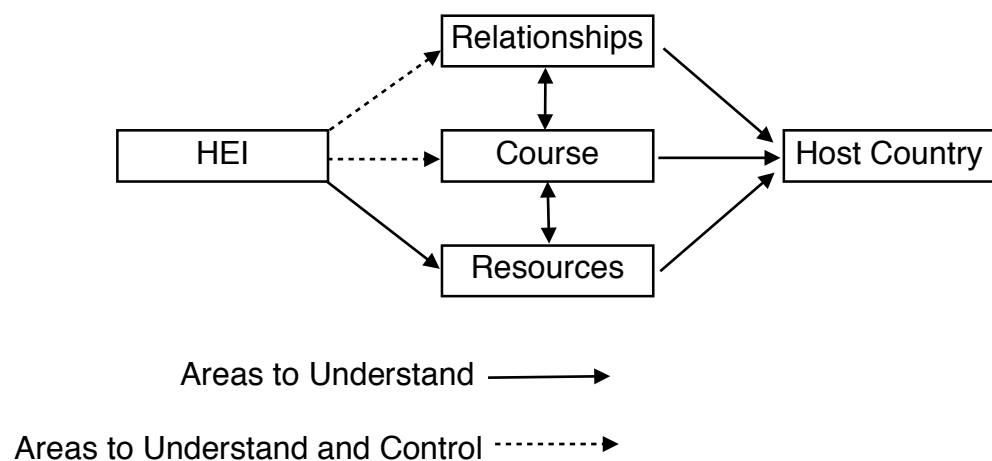 Relationships
HEI
Course
Host Country
Resources
Areas to Understand
Areas to Understand and Control